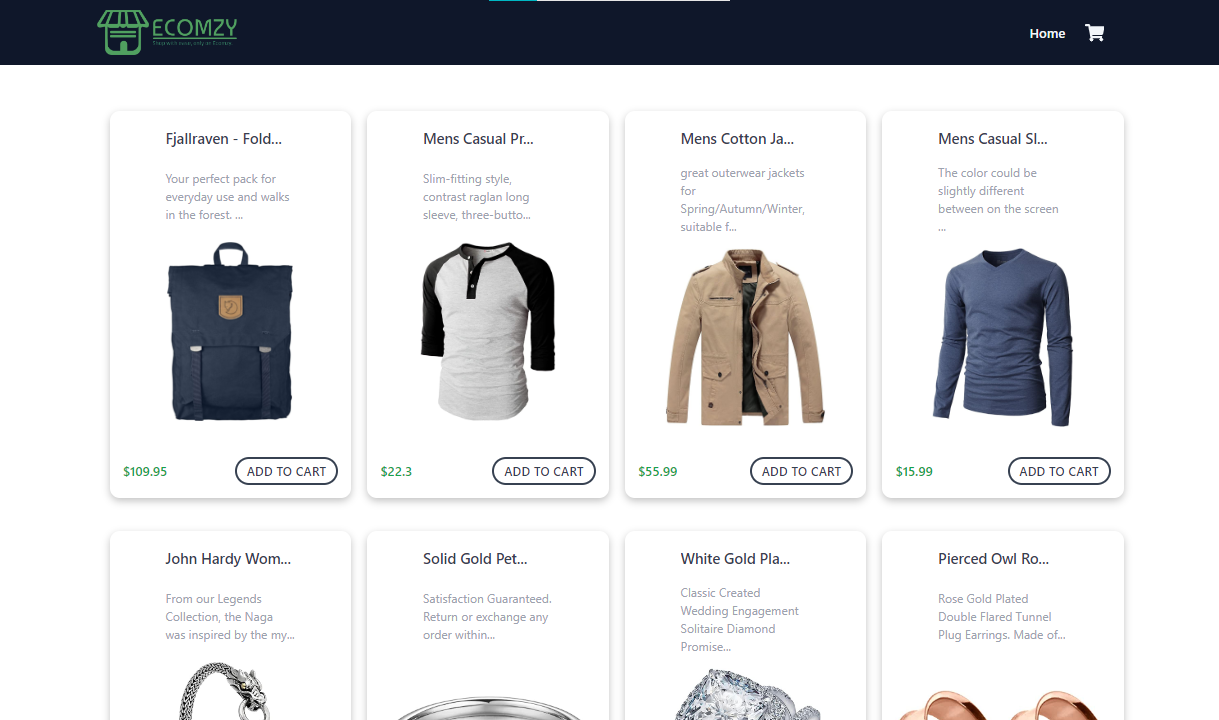 ECOMZY
Home
Fjallraven - Fold...
Your perfect pack for
everyday use and walks
in the forest. ...
$109.95
ADD TO CART
Mens Casual Pr...
Slim-fitting style,
contrast raglan long
sleeve, three-butto...
$22.3
ADD TO CART
Mens Cotton Ja...
great outerwear jackets
for
Spring/Autumn/Winter,
suitable f...
$55.99
ADD TO CART
Mens Casual Sl...
The color could be
slightly different
between on the screen
...
$15.99
ADD TO CART
John Hardy Wom...
From our Legends
Collection, the Naga
was inspired by the my...
Solid Gold Pet...
Satisfaction Guaranteed.
Return or exchange any
order within...
White Gold Pla...
Classic Created
Wedding Engagement
Solitaire Diamond
Promise...
Pierced Owl Ro...
Rose Gold Plated
Double Flared Tunnel
Plug Earrings. Made of...